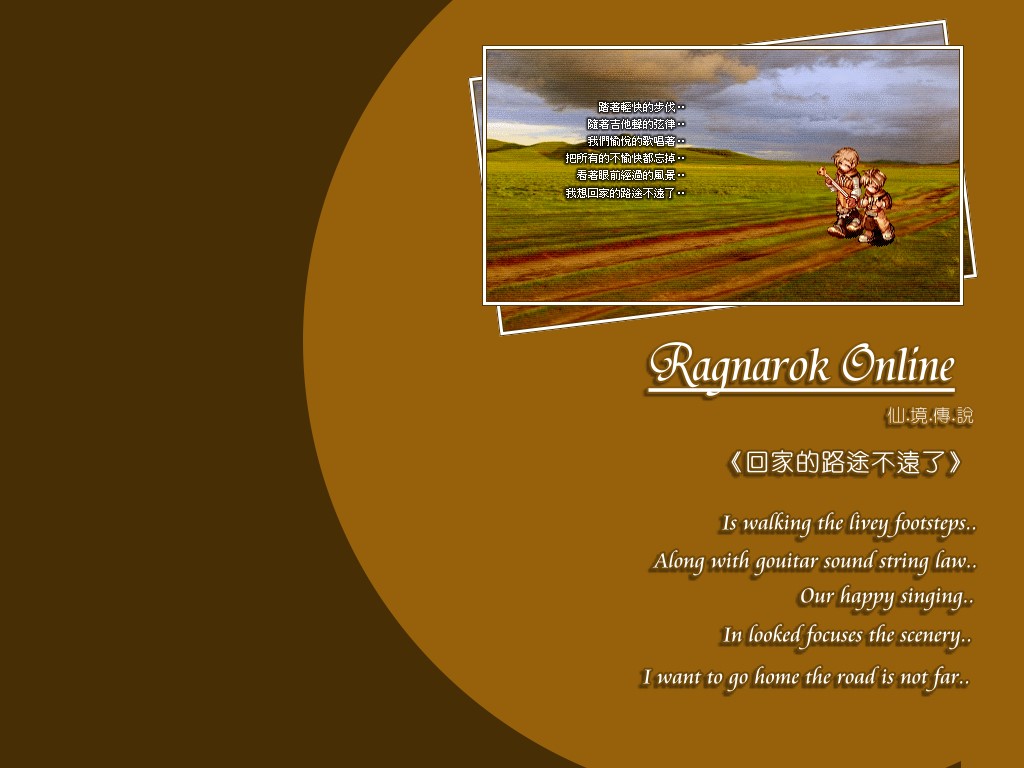 踏著輕快的步伐‥
隨著吉他聲的弦律‥
我們愉悅的歌唱著‥
把所有的不愉快都忘掉‥
看著眼前經過的風景‥
我想回家的路途不遠了‥
Ragnarok Online
仙.境.傳.說
《回家的路途不遠了》
Is walking the livey footsteps..
Along with gouitar sound string law..
Our happy singing..
In looked focuses the scenery..
I want to go home the road is not far..